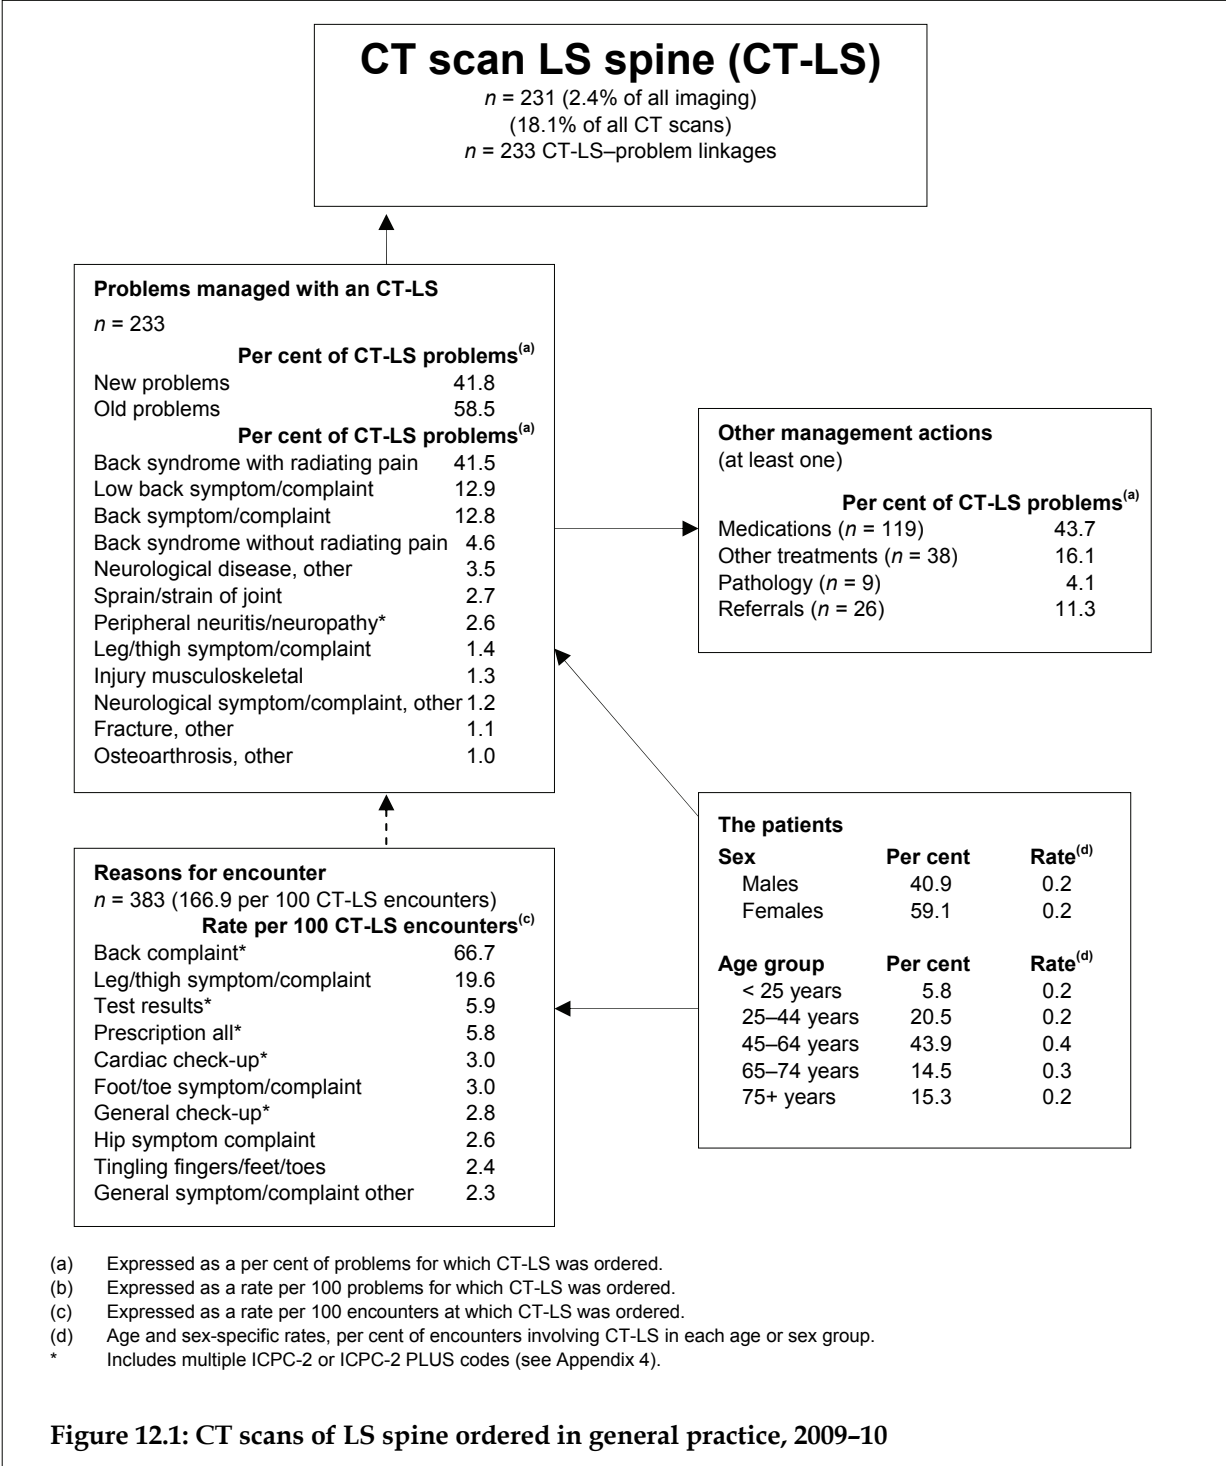 CT scan LS spine (CT-LS)
n = 231 (2.4% of all imaging)
(18.1% of all CT scans)
n = 233 CT-LS–problem linkages
Problems managed with an CT-LS
n = 233
Per cent of CT-LS problems(a)
New problems 41.8
Old problems 58.5
Per cent of CT-LS problems(a)
Back syndrome with radiating pain 41.5
Low back symptom/complaint 12.9
Back symptom/complaint 12.8
Back syndrome without radiating pain 4.6
Neurological disease, other 3.5
Sprain/strain of joint 2.7
Peripheral neuritis/neuropathy* 2.6
Leg/thigh symptom/complaint 1.4
Injury musculoskeletal 1.3
Neurological symptom/complaint, other 1.2
Fracture, other 1.1
Osteoarthrosis, other 1.0
Other management actions
(at least one)
Per cent of CT-LS problems(a)
Medications (n = 119) 43.7
Other treatments (n = 38) 16.1
Pathology (n = 9) 4.1
Referrals (n = 26) 11.3
The patients
Sex Per cent Rate(d)
Males 40.9 0.2
Females 59.1 0.2
Age group Per cent Rate(d)
< 25 years 5.8 0.2
25–44 years 20.5 0.2
45–64 years 43.9 0.4
65–74 years 14.5 0.3
75+ years 15.3 0.2
Reasons for encounter
n = 383 (166.9 per 100 CT-LS encounters)
Rate per 100 CT-LS encounters(c)
Back complaint* 66.7
Leg/thigh symptom/complaint 19.6
Test results* 5.9
Prescription all* 5.8
Cardiac check-up* 3.0
Foot/toe symptom/complaint 3.0
General check-up* 2.8
Hip symptom complaint 2.6
Tingling fingers/feet/toes 2.4
General symptom/complaint other 2.3
(a) Expressed as a per cent of problems for which CT-LS was ordered.
(b) Expressed as a rate per 100 problems for which CT-LS was ordered.
(c) Expressed as a rate per 100 encounters at which CT-LS was ordered.
(d) Age and sex-specific rates, per cent of encounters involving CT-LS in each age or sex group.
* Includes multiple ICPC-2 or ICPC-2 PLUS codes (see Appendix 4).
Figure 12.1: CT scans of LS spine ordered in general practice, 2009–10